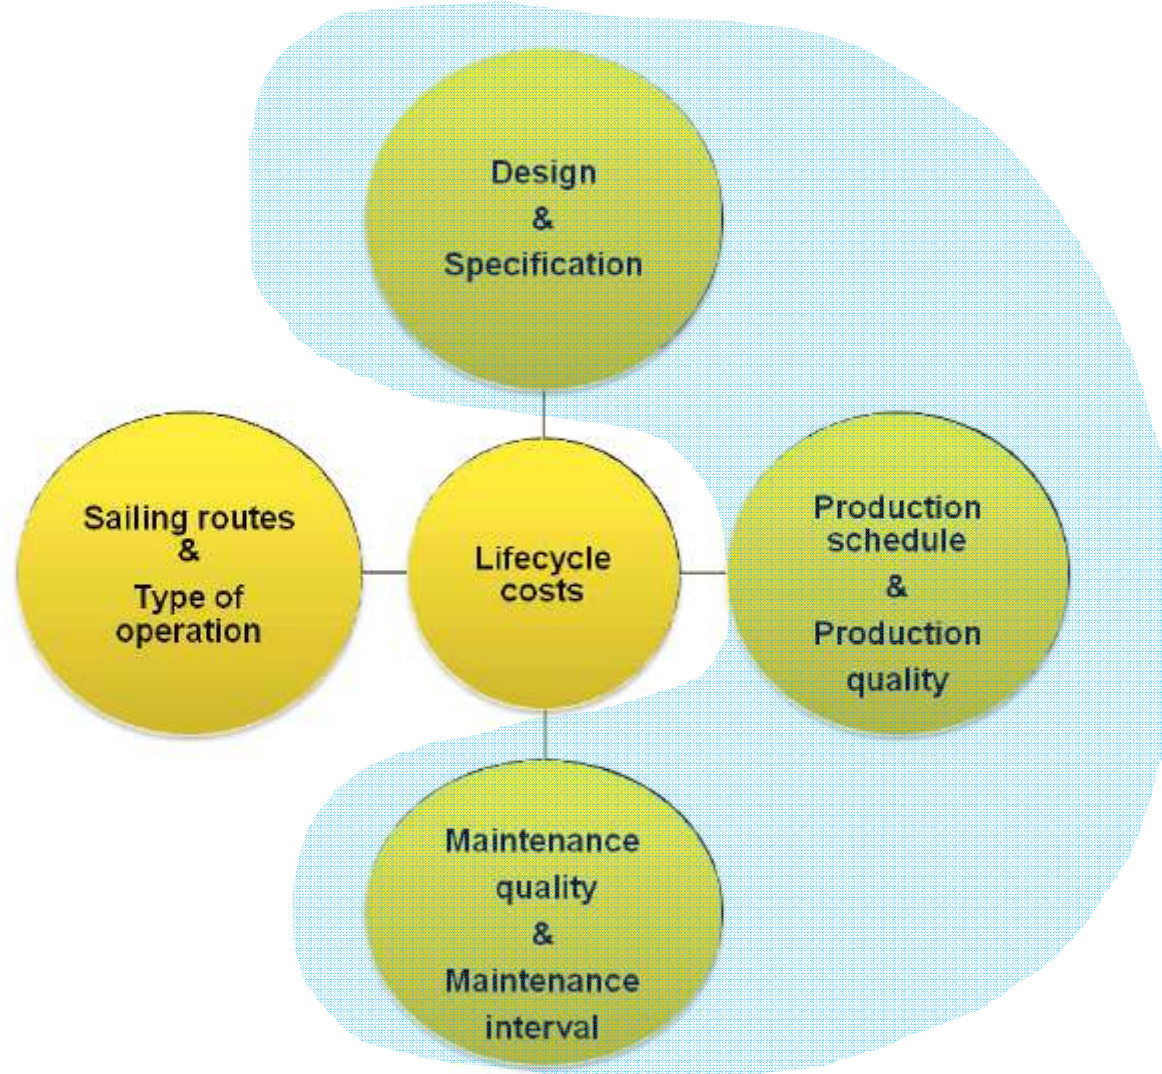 Design
&
Specification
Sailing routes
&
Type of
operation
Lifecycle
costs
Production
schedule
&
Production
quality
Maintenance
quality
&
Maintenance
interval